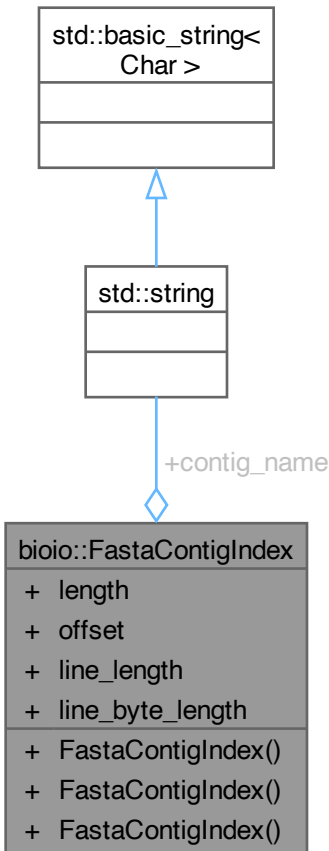 std::basic_string<
Char >
std::string
+contig_name
bioio::FastaContigIndex
+ length
+ offset
+ line_length
+ line_byte_length
+ FastaContigIndex()
+ FastaContigIndex()
+ FastaContigIndex()